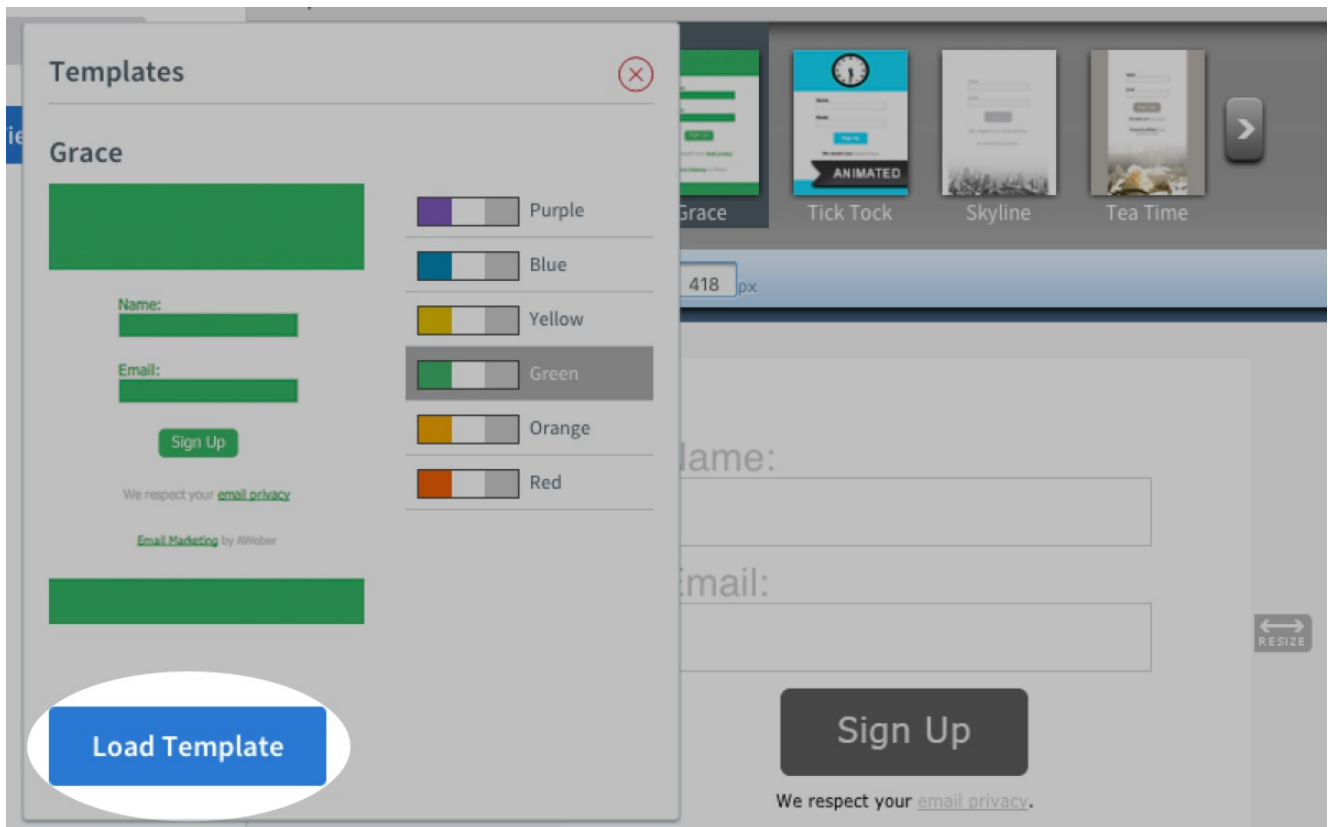 Templates
Grace
Name:
Email:
Sign Up
We respect your email privacy
Email Marketing by AWeber
Purple
Blue
Yellow
Green
Orange
Red
Load Template
Grace
Tick Tock
Skyline
Tea Time
ANIMATED
418 px
Email:
RESIZE
Sign Up
We respect your email privacy.